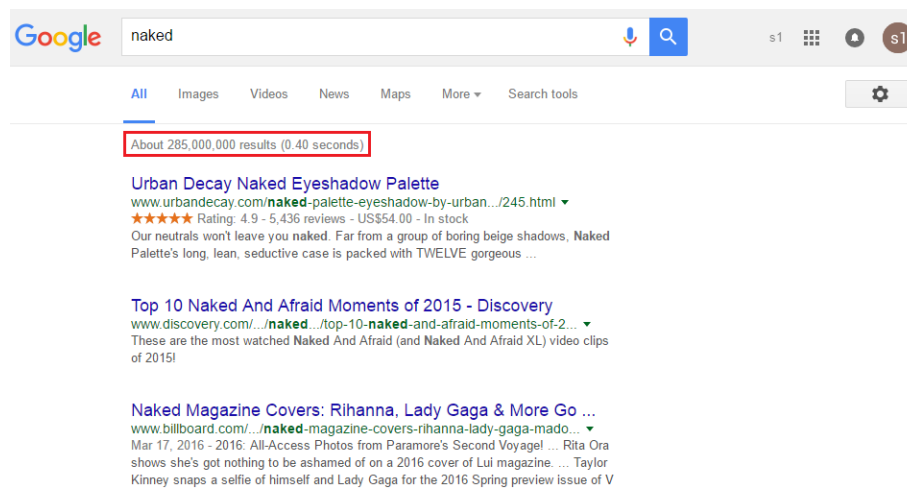 Google naked s1 s1
All Images Videos News Maps More Search tools
About 285,000,000 results (0.40 seconds)
Urban Decay Naked Eyeshadow Palette
www.urbandecay.com/naked-palette-eyeshadow-by-urban.../245.html
Rating: 4.9 - 5,436 reviews - US$54.00 - In stock
Our neutrals won't leave you naked. Far from a group of boring beige shadows, Naked
Palette's long, lean, seductive case is packed with TWELVE gorgeous ...
Top 10 Naked And Afraid Moments of 2015 - Discovery
www.discovery.com/.../naked.../top-10-naked-and-afraid-moments-of-2...
These are the most watched Naked And Afraid (and Naked And Afraid XL) video clips
of 2015!
Naked Magazine Covers: Rihanna, Lady Gaga & More Go ...
www.billboard.com/.../naked-magazine-covers-rihanna-lady-gaga-mado...
Mar 17, 2016 - 2016: All-Access Photos from Paramore's Second Voyage! ... Rita Ora
shows she's got nothing to be ashamed of on a 2016 cover of Lui magazine. ... Taylor
Kinney snaps a selfie of himself and Lady Gaga for the 2016 Spring preview issue of V